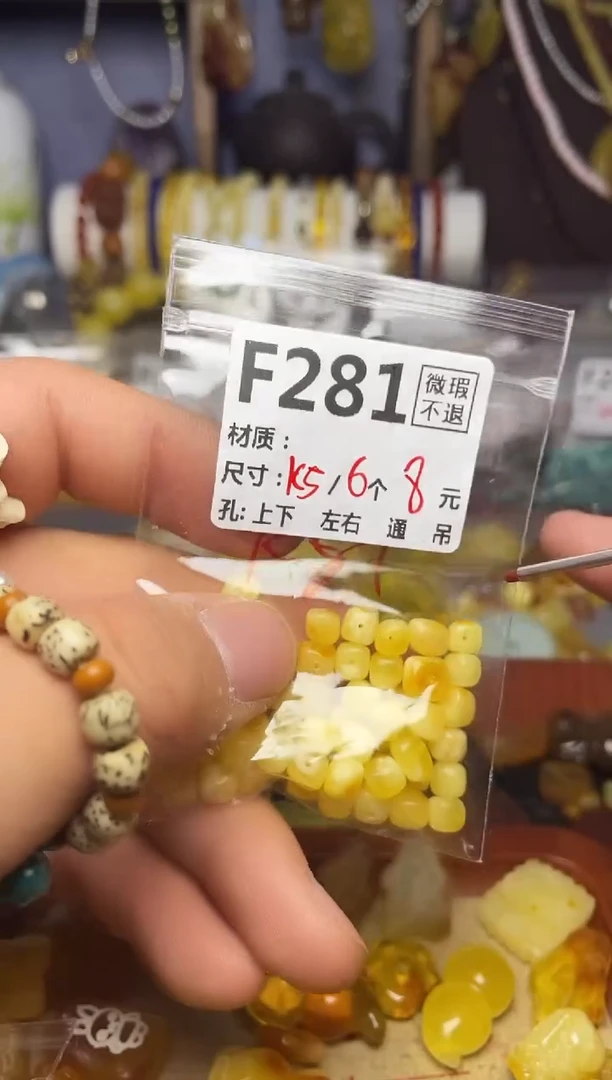 F281
微瑕
不退
材质：
尺寸：k5/6个 8元
孔：上下 左右 通 吊